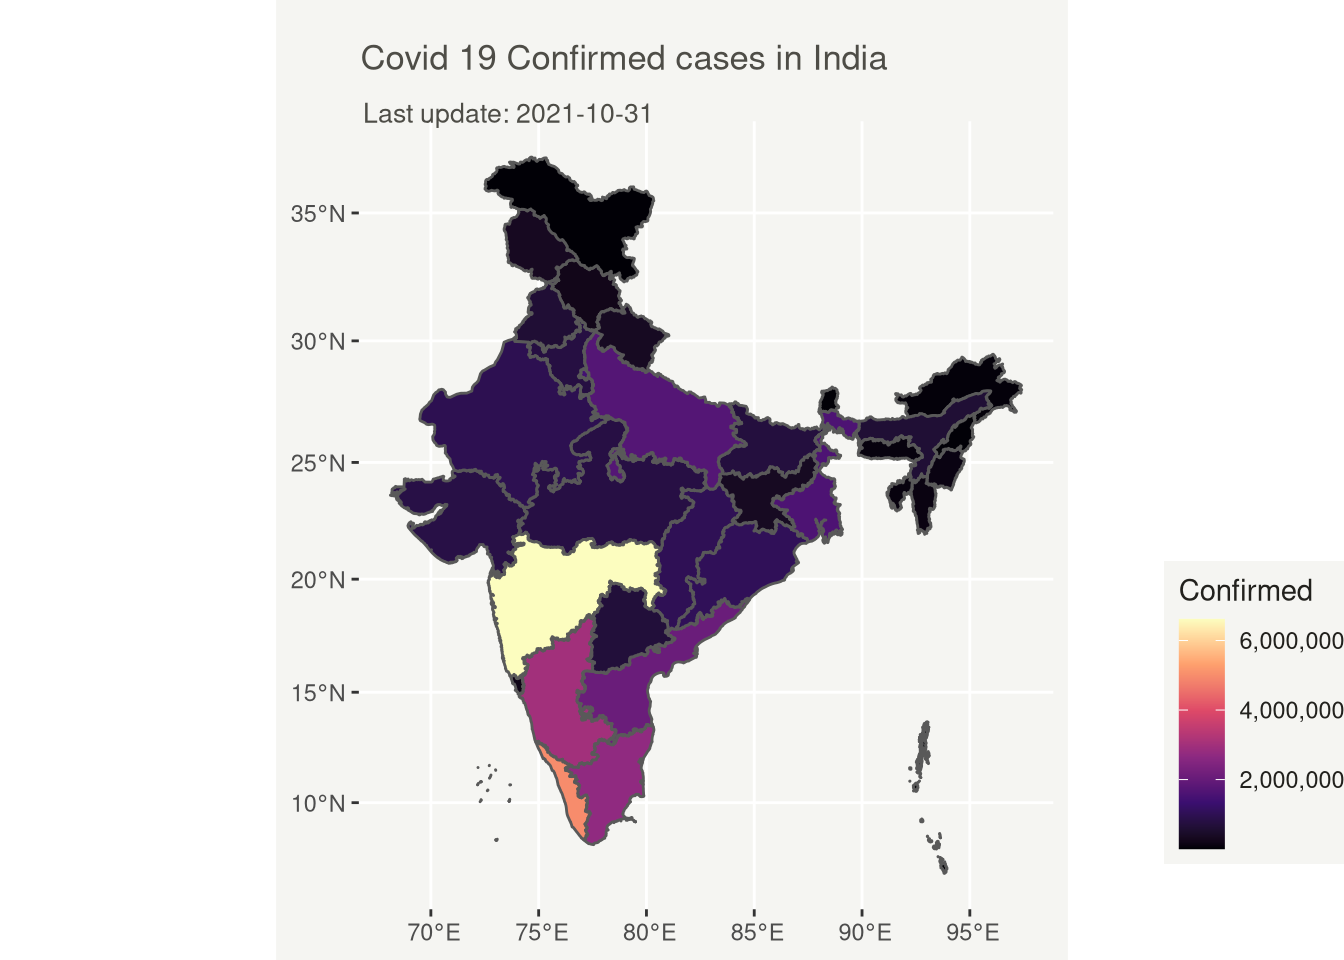 Covid 19 Confirmed cases in India
Last update: 2021-10-31
35°N
30°N
25°N
20°N
15°N
10°N
70°E
75°E
80°E
85°E
90°E
95°E
Confirmed
6,000,000
4,000,000
2,000,000